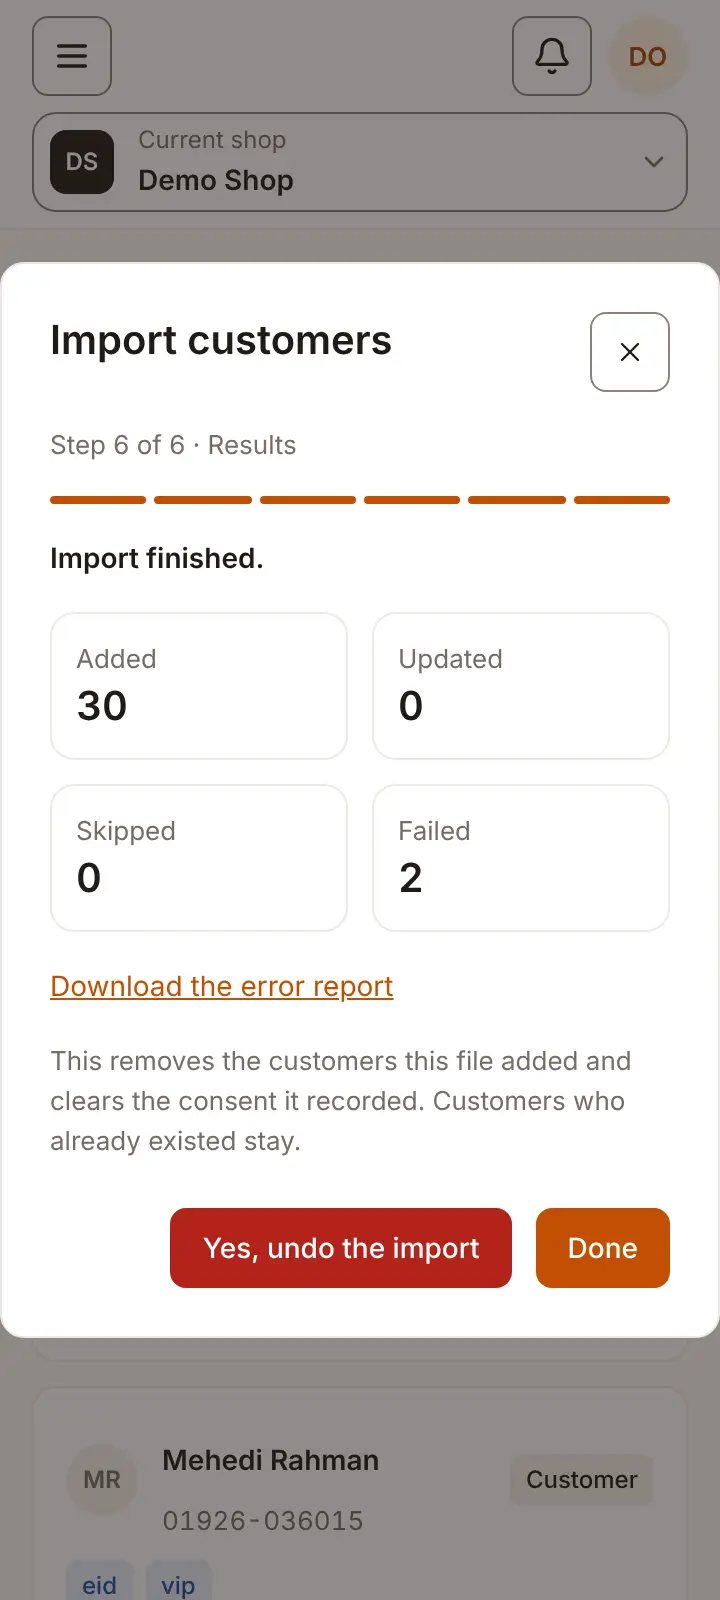 DO
DS
Current shop
Demo Shop
Import customers
Step 6 of 6 · Results
Import finished.
Added
30
Updated
0
Skipped
0
Failed
2
Download the error report
This removes the customers this file added and
clears the consent it recorded. Customers who
already existed stay.
Yes, undo the import
Done
MR
Mehedi Rahman
Customer
01926-036015
eid
vip